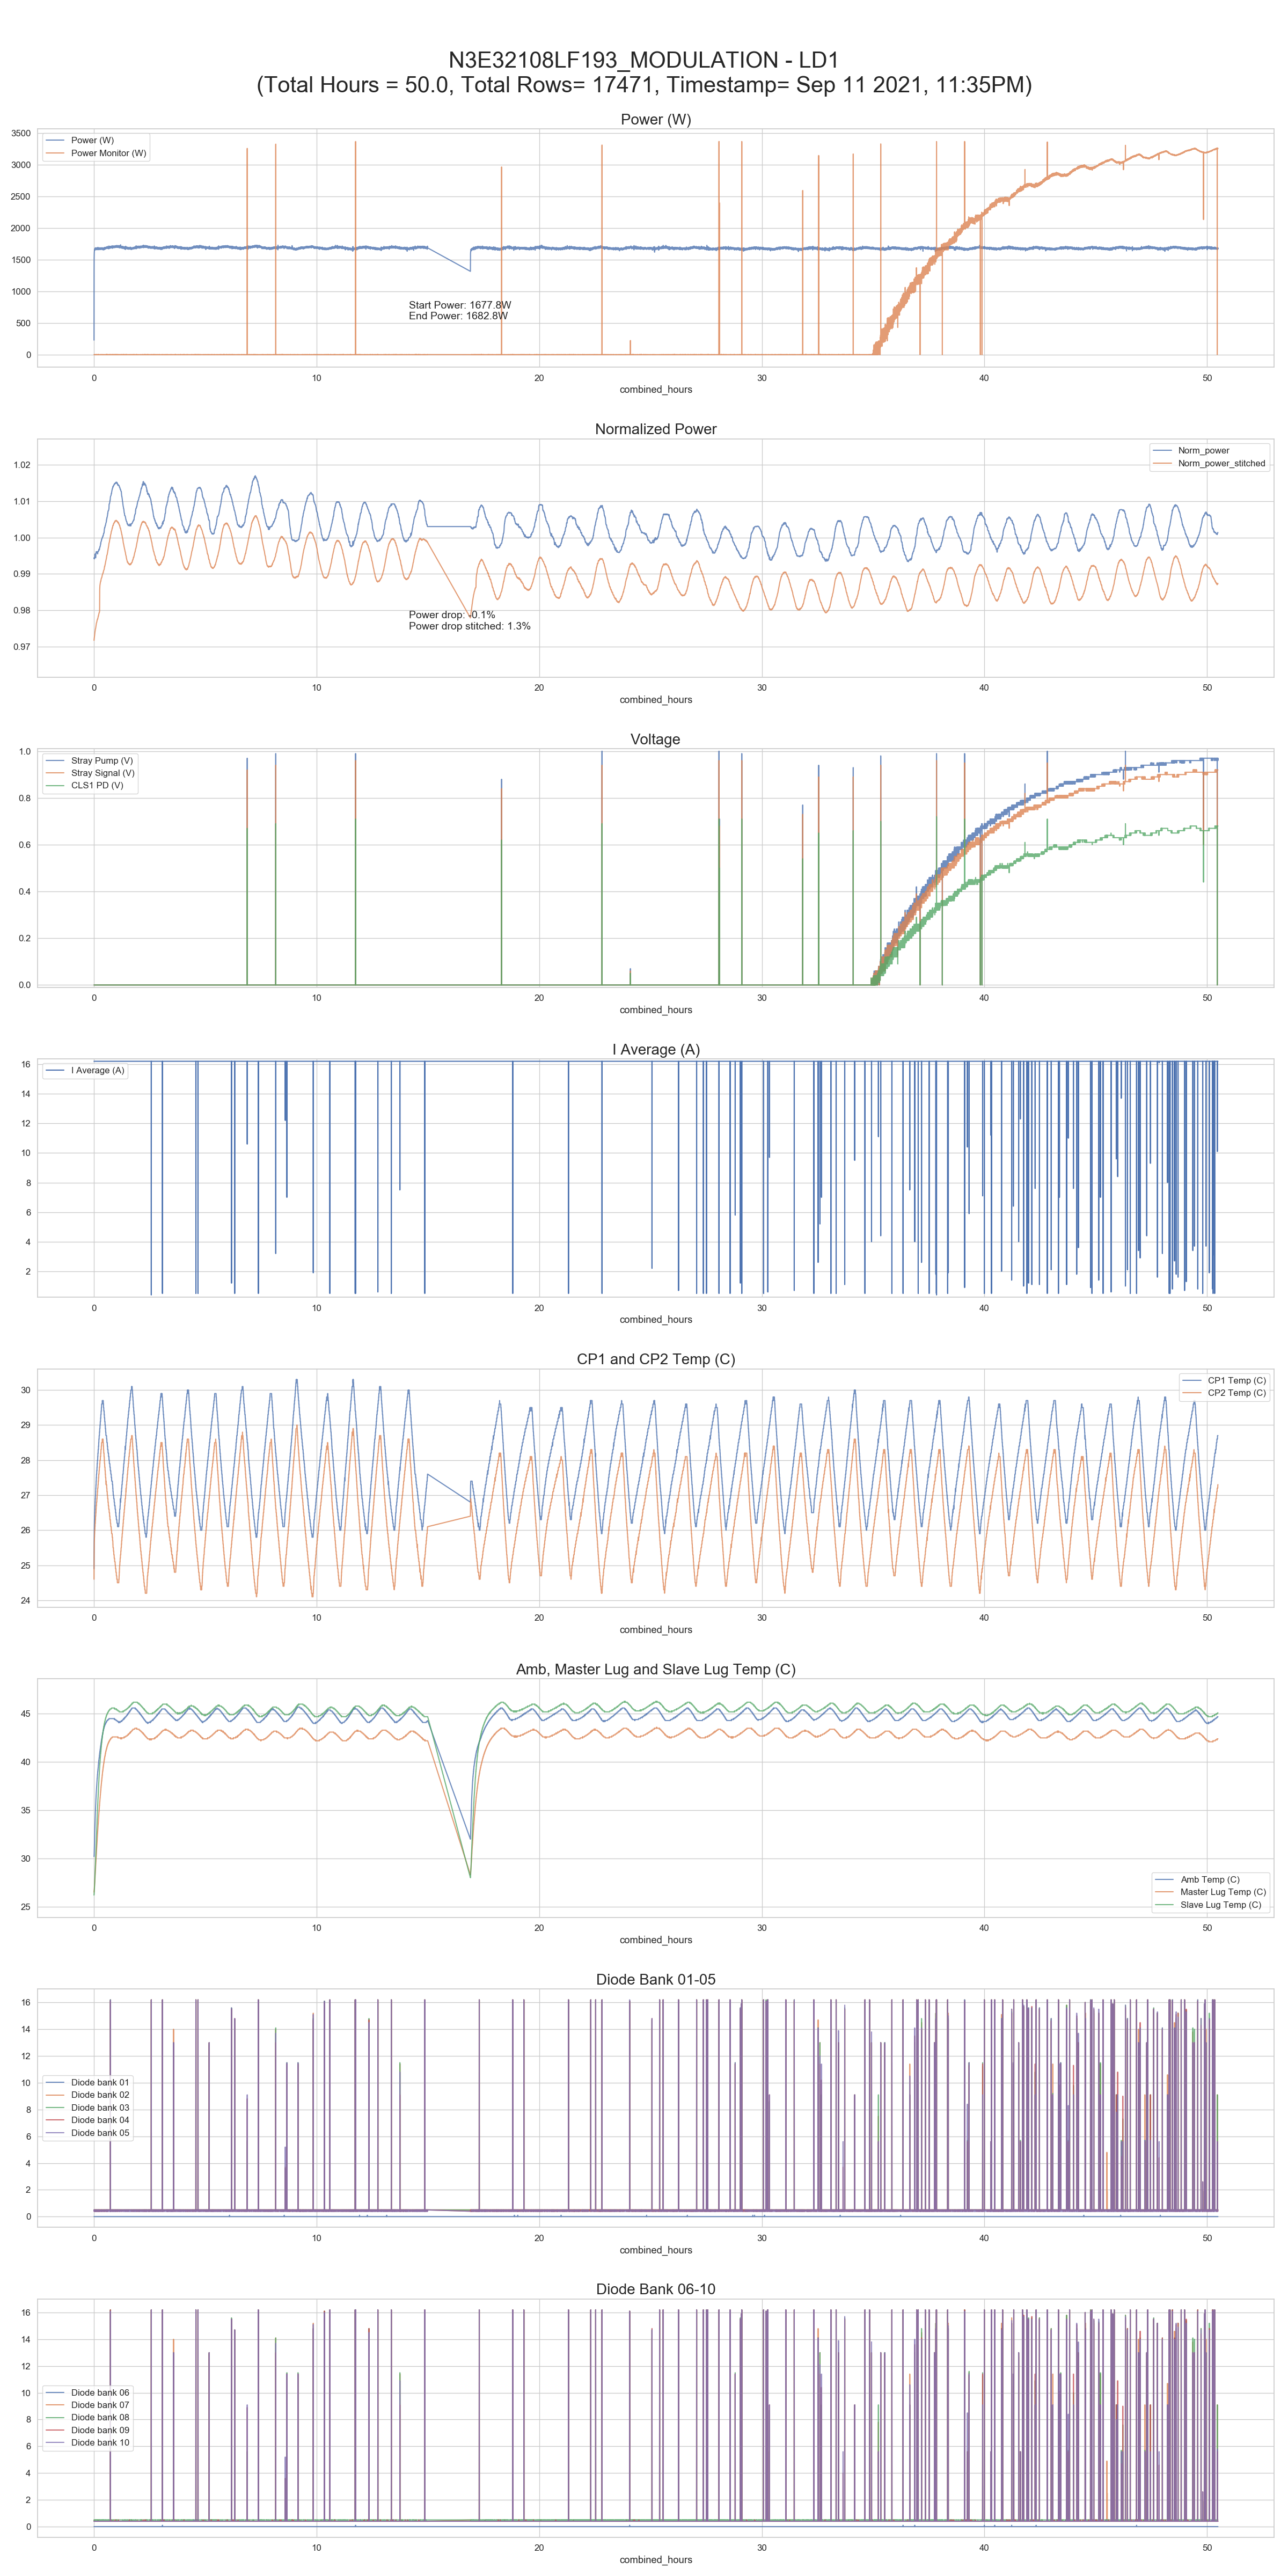 N3E32108LF193_MODULATION - LD1
(Total Hours = 50.0, Total Rows= 17471, Timestamp= Sep 11 2021, 11:35PM)
Power (W)
Power (W)
Power Monitor (W)
3500
3000
2500
2000
1500
1000
500
0
Start Power: 1677.8W
End Power: 1682.8W
0 10 20 30 40 50
combined_hours
Normalized Power
Norm_power
Norm_power_stitched
1.02
1.01
1.00
0.99
0.98
0.97
Power drop: -0.1%
Power drop stitched: 1.3%
0 10 20 30 40 50
combined_hours
Voltage
Stray Pump (V)
Stray Signal (V)
CLS1 PD (V)
1.0
0.8
0.6
0.4
0.2
0.0
0 10 20 30 40 50
combined_hours
I Average (A)
I Average (A)
16
14
12
10
8
6
4
2
0 10 20 30 40 50
combined_hours
CP1 and CP2 Temp (C)
CP1 Temp (C)
CP2 Temp (C)
30
29
28
27
26
25
24
0 10 20 30 40 50
combined_hours
Amb, Master Lug and Slave Lug Temp (C)
45
40
35
30
25
Amb Temp (C)
Master Lug Temp (C)
Slave Lug Temp (C)
0 10 20 30 40 50
combined_hours
Diode Bank 01-05
16
14
12
10
8
6
4
2
0
Diode bank 01
Diode bank 02
Diode bank 03
Diode bank 04
Diode bank 05
0 10 20 30 40 50
combined_hours
Diode Bank 06-10
16
14
12
10
8
6
4
2
0
Diode bank 06
Diode bank 07
Diode bank 08
Diode bank 09
Diode bank 10
0 10 20 30 40 50
combined_hours